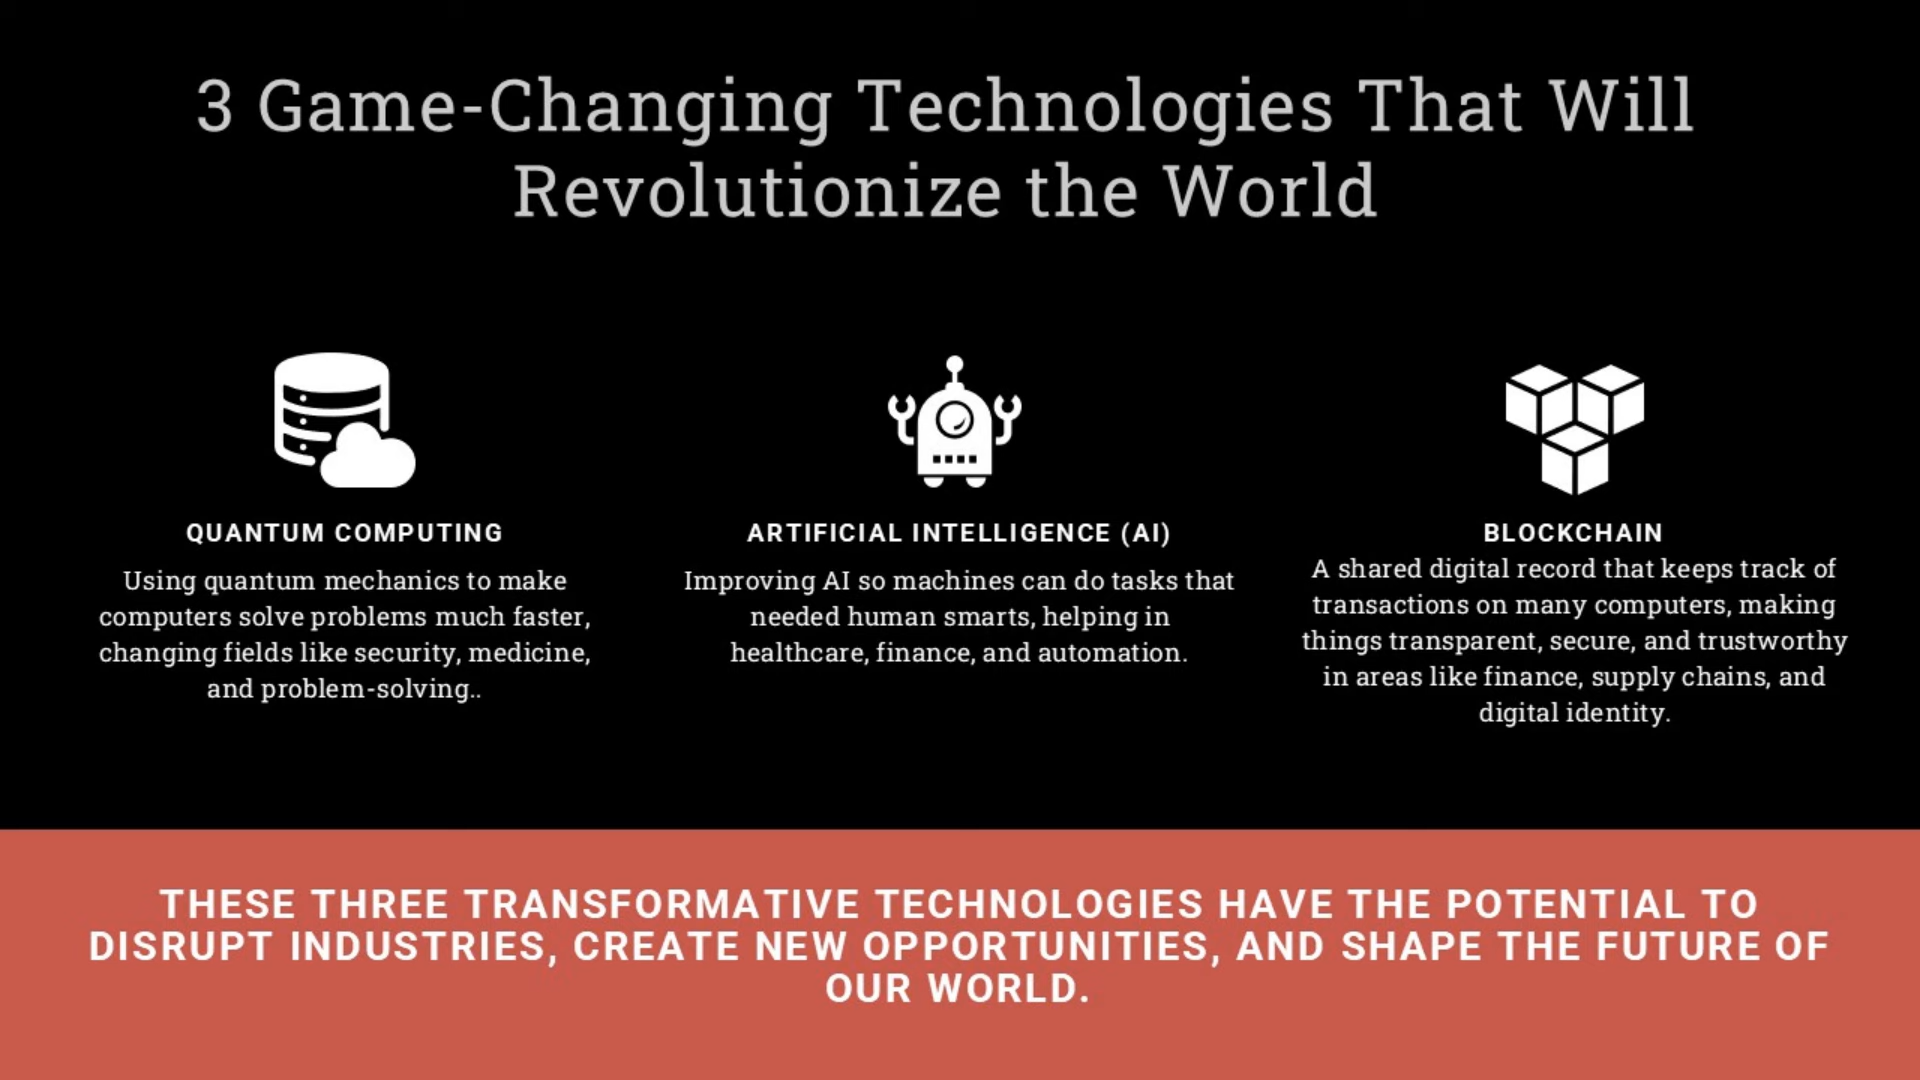 3 Game-Changing Technologies That Will
Revolutionize the World
QUANTUM COMPUTING
Using quantum mechanics to make
computers solve problems much faster,
changing fields like security, medicine,
and problem-solving..
ARTIFICIAL INTELLIGENCE (AI)
Improving AI so machines can do tasks that
needed human smarts, helping in
healthcare, finance, and automation.
BLOCKCHAIN
A shared digital record that keeps track of
transactions on many computers, making
things transparent, secure, and trustworthy
in areas like finance, supply chains, and
digital identity.
THESE THREE TRANSFORMATIVE TECHNOLOGIES HAVE THE POTENTIAL TO
DISRUPT INDUSTRIES, CREATE NEW OPPORTUNITIES, AND SHAPE THE FUTURE OF
OUR WORLD.